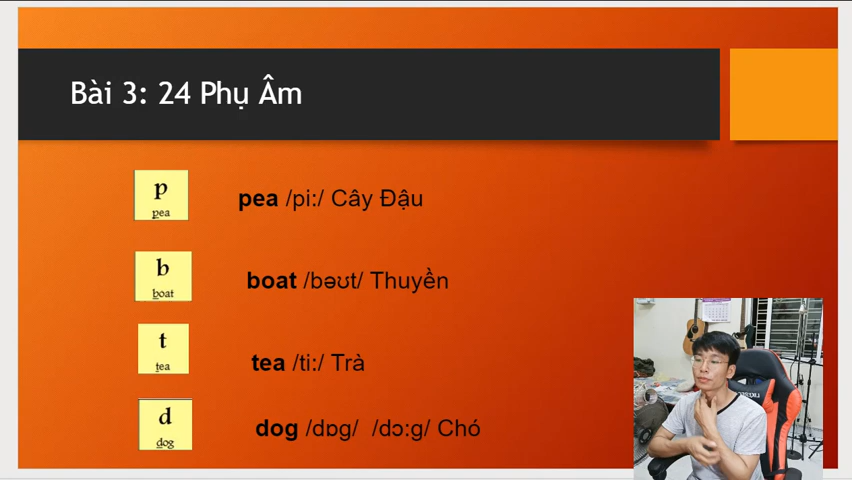 Bài 3: 24 Phụ Âm
p
pea
pea /pi:/ Cây Đậu
b
boat
boat /bəʊt/ Thuyền
t
tea
tea /ti:/ Trà
d
dog
dog /dɒg/ /dɔ:g/ Chó